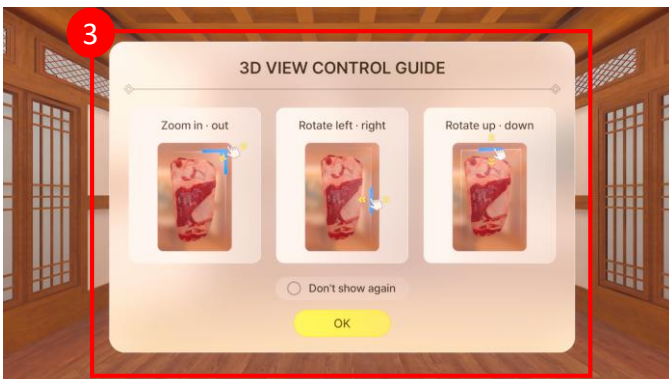 3
3D VIEW CONTROL GUIDE
Zoom in · out
Rotate left · right
Rotate up · down
Don't show again
OK